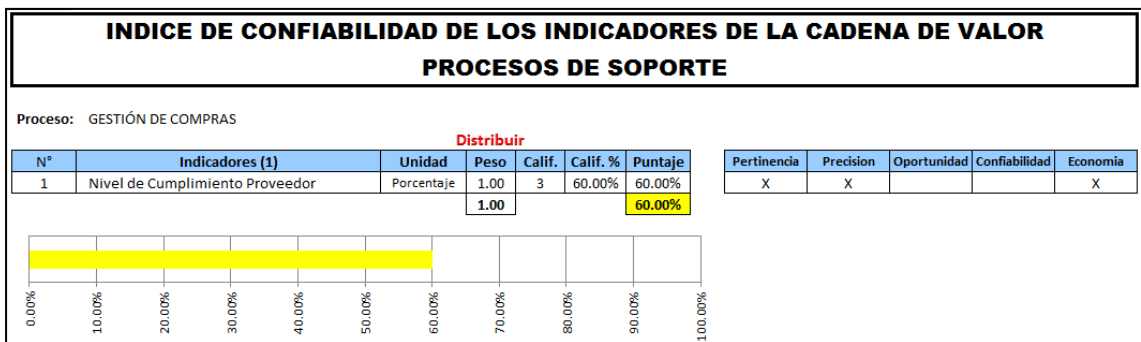 INDICE DE CONFIABILIDAD DE LOS INDICADORES DE LA CADENA DE VALOR
PROCESOS DE SOPORTE
Proceso: GESTIÓN DE COMPRAS
Distribuir
N° Indicadores (1) Unidad Peso Calif. Calif. % Puntaje Pertinencia Precision Oportunidad Confiabilidad Economia
1 Nivel de Cumplimiento Proveedor Porcentaje 1.00 3 60.00% 60.00% X X X
1.00 60.00%
0.00% 10.00% 20.00% 30.00% 40.00% 50.00% 60.00% 70.00% 80.00% 90.00% 100.00%